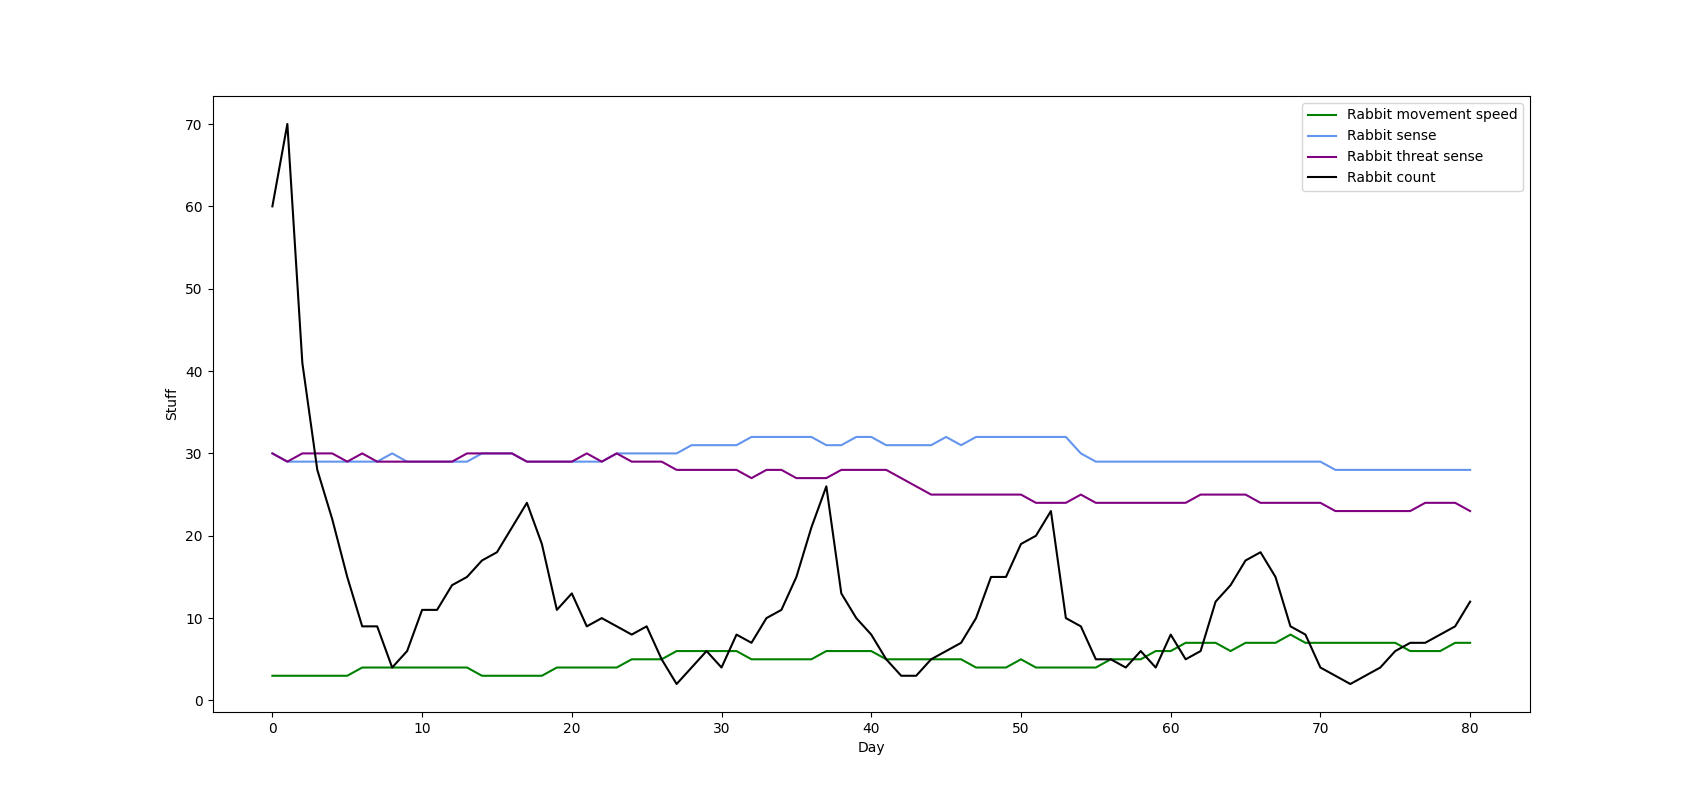 Rabbit movement speed
Rabbit sense
Rabbit threat sense
Rabbit count
70
60
50
40
30
20
10
0
Stuff
0 10 20 30 40 50 60 70 80
Day